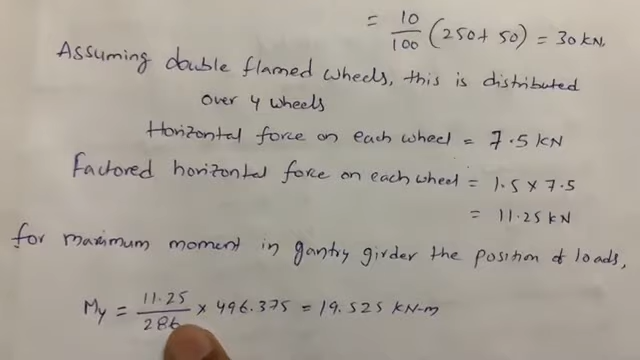 = 10/100 (250+50) = 30 kN.
Assuming double flamed wheels, this is distributed
over 4 wheels
Horizontal force on each wheel = 7.5 kN
Factored horizontal force on each wheel = 1.5 x 7.5
= 11.25 kN
for maximum moment in gantry girder the position of loads,
My = 11.25/286 x 496.375 = 19.525 kN-m